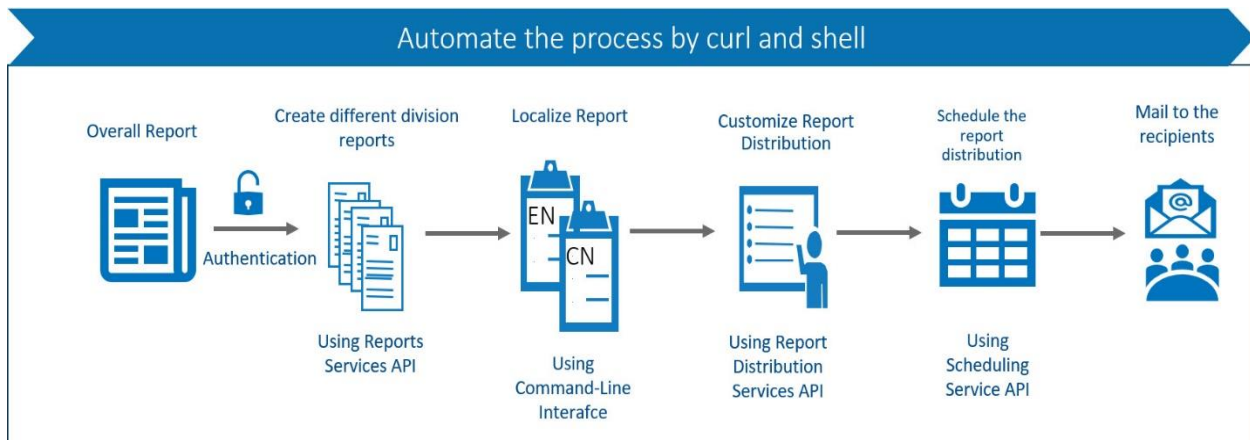 Automate the process by curl and shell
Overall Report
Authentication
Create different division
reports
Using Reports
Services API
Localize Report
EN
CN
Using
Command-Line
Interafce
Customize Report
Distribution
Using Report
Distribution
Services API
Schedule the
report
distribution
Using
Scheduling
Service API
Mail to the
recipients
@